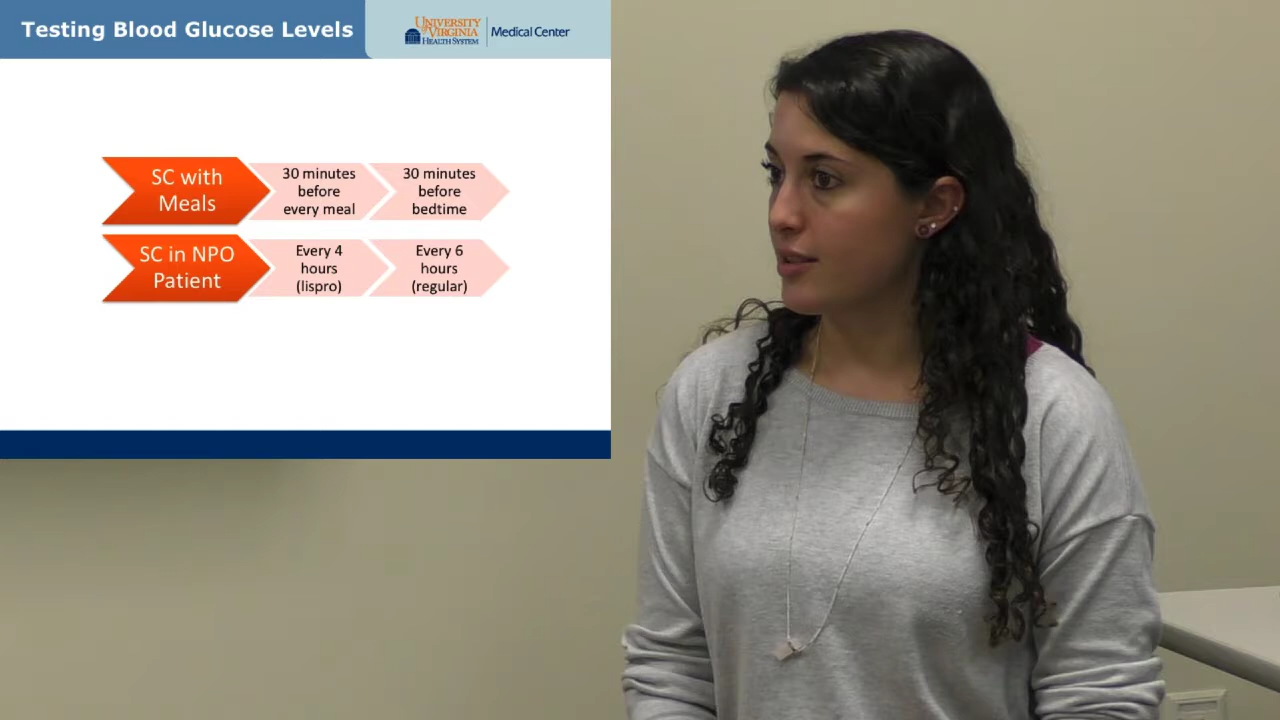 Testing Blood Glucose Levels
UNIVERSITY
of VIRGINIA
HEALTH SYSTEM
Medical Center
SC with
Meals
30 minutes
before
every meal
30 minutes
before
bedtime
SC in NPO
Patient
Every 4
hours
(lispro)
Every 6
hours
(regular)